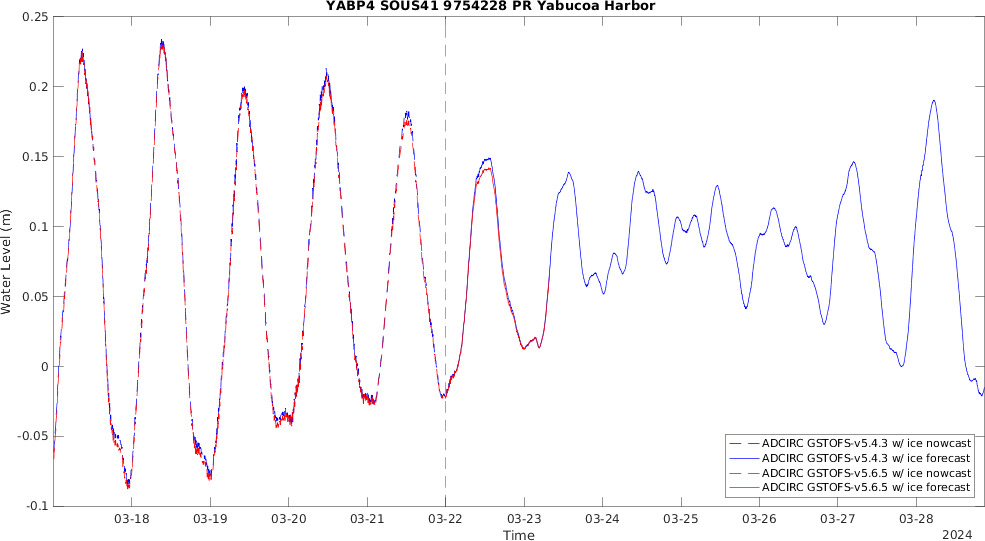 YABP4 SOUS41 9754228 PR Yabucoa Harbor
0.25
0.2
0.15
0.1
0.05
0
-0.05
-0.1
Water Level (m)
03-18 03-19 03-20 03-21 03-22 03-23 03-24 03-25 03-26 03-27 03-28
Time
2024
ADCIRC GSTOFS-v5.4.3 w/ ice nowcast
ADCIRC GSTOFS-v5.4.3 w/ ice forecast
ADCIRC GSTOFS-v5.6.5 w/ ice nowcast
ADCIRC GSTOFS-v5.6.5 w/ ice forecast